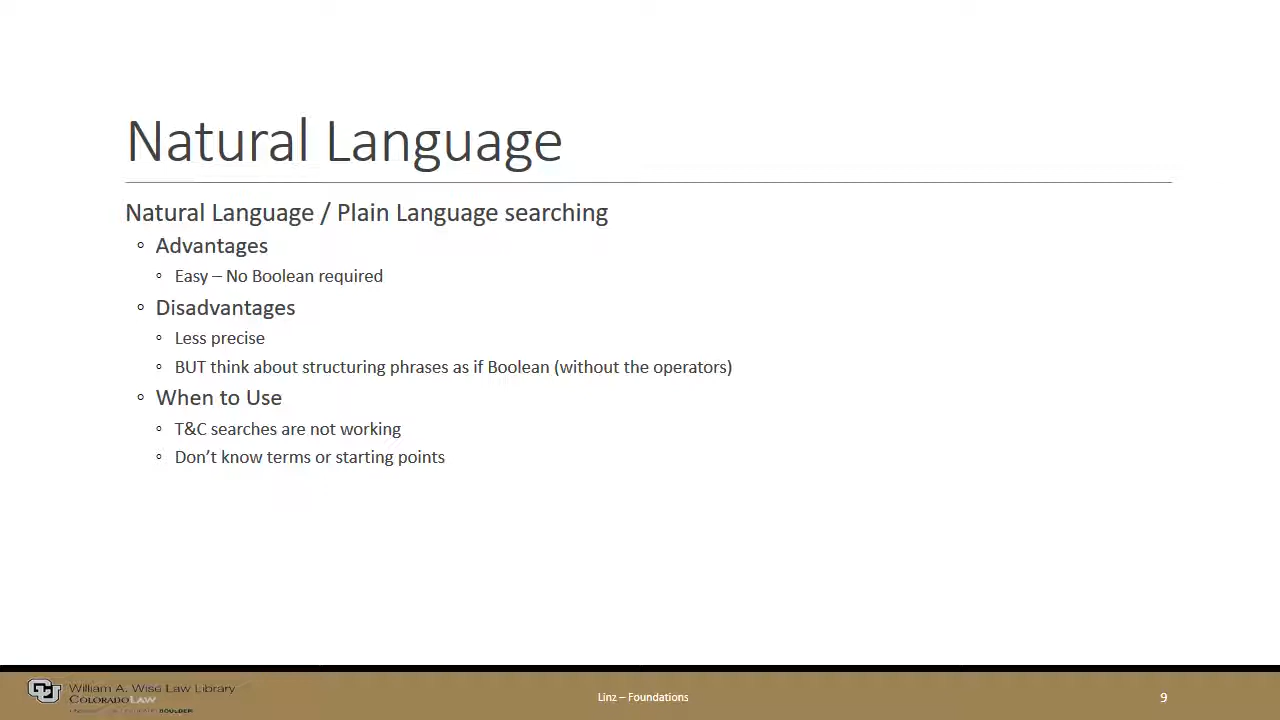 Natural Language
Natural Language / Plain Language searching
◦ Advantages
◦ Easy – No Boolean required
◦ Disadvantages
◦ Less precise
◦ BUT think about structuring phrases as if Boolean (without the operators)
◦ When to Use
◦ T&C searches are not working
◦ Don’t know terms or starting points
CU
William A. Wise Law Library
COLORADO LAW
BOULDER
Linz – Foundations
9